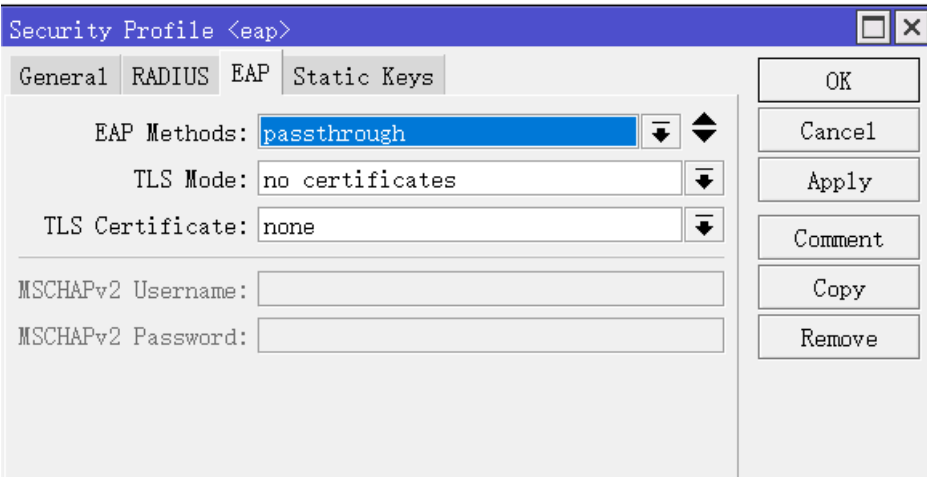 Security Profile <eap>
General RADIUS EAP Static Keys
EAP Methods: passthrough
TLS Mode: no certificates
TLS Certificate: none
MSCHAPv2 Username:
MSCHAPv2 Password:
OK
Cancel
Apply
Comment
Copy
Remove